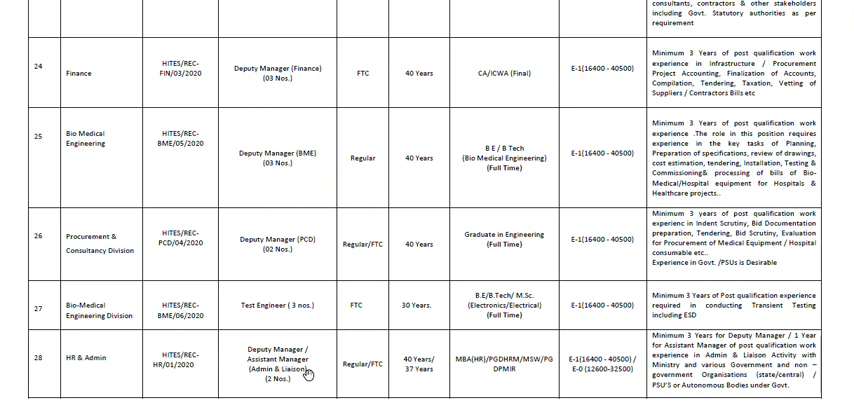 consultants, contractors & other stakeholders
including Govt. Statutory authorities as per
requirement
24
Finance
HITES/REC-
FIN/03/2020
Deputy Manager (Finance)
(03 Nos.)
FTC
40 Years
CA/ICWA (Final)
E-1(16400 - 40500)
Minimum 3 Years of post qualification work
experience in Infrastructure / Procurement
Project Accounting, Finalization of Accounts,
Compilation, Tendering, Taxation, Vetting of
Suppliers / Contractors Bills etc
25
Bio Medical
Engineering
HITES/REC-
BME/05/2020
Deputy Manager (BME)
(03 Nos.)
Regular
40 Years
B E / B Tech
(Bio Medical Engineering)
(Full Time)
E-1(16400 - 40500)
Minimum 3 Years of post qualification work
experience .The role in this position requires
experience in the key tasks of Planning,
Preparation of specifications, review of drawings,
cost estimation, tendering, Installation, Testing &
Commissioning& processing of bills of Bio-
Medical/Hospital equipment for Hospitals &
Healthcare projects..
26
Procurement &
Consultancy Division
HITES/REC-
PCD/04/2020
Deputy Manager (PCD)
(02 Nos.)
Regular/FTC
40 Years
Graduate in Engineering
(Full Time)
E-1(16400 - 40500)
Minimum 3 years of post qualification work
experienc in Indent Scrutiny, Bid Documentation
preparation, Tendering, Bid Scrutiny, Evaluation
for Procurement of Medical Equipment / Hospital
consumable etc..
Experience in Govt. /PSUs is Desirable
27
Bio-Medical
Engineering Division
HITES/REC-
BME/06/2020
Test Engineer ( 3 nos.)
FTC
30 Years.
B.E/B.Tech/ M.Sc.
(Electronics/Electrical)
(Full Time)
E-1(16400 - 40500)
Minimum 3 Years of Post qualification experience
required in conducting Transient Testing
including ESD
28
HR & Admin
HITES/REC-
HR/01/2020
Deputy Manager /
Assistant Manager
(Admin & Liaison)
(2 Nos.)
Regular/FTC
40 Years/
37 Years
MBA(HR)/PGDHRM/MSW/PG
DPMIR
E-1(16400 - 40500) /
E-0 (12600-32500)
Minimum 3 Years for Deputy Manager / 1 Year
for Assistant Manager of post qualification work
experience in Admin & Liaison Activity with
Ministry and various Government and non –
government Organisations (state/central) /
PSU'S or Autonomous Bodies under Govt.